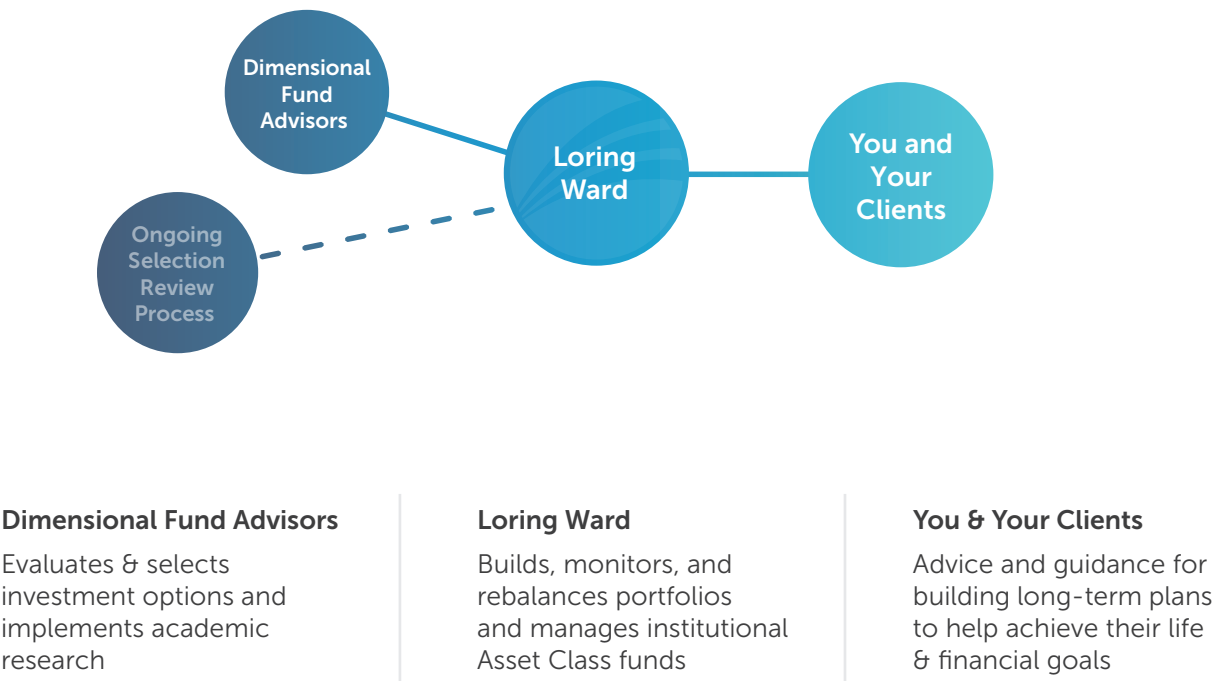 Dimensional
Fund
Advisors
Loring
Ward
You and
Your
Clients
Ongoing
Selection
Review
Process
Dimensional Fund Advisors
Evaluates & selects
investment options and
implements academic
research
Loring Ward
Builds, monitors, and
rebalances portfolios
and manages institutional
Asset Class funds
You & Your Clients
Advice and guidance for
building long-term plans
to help achieve their life
& financial goals